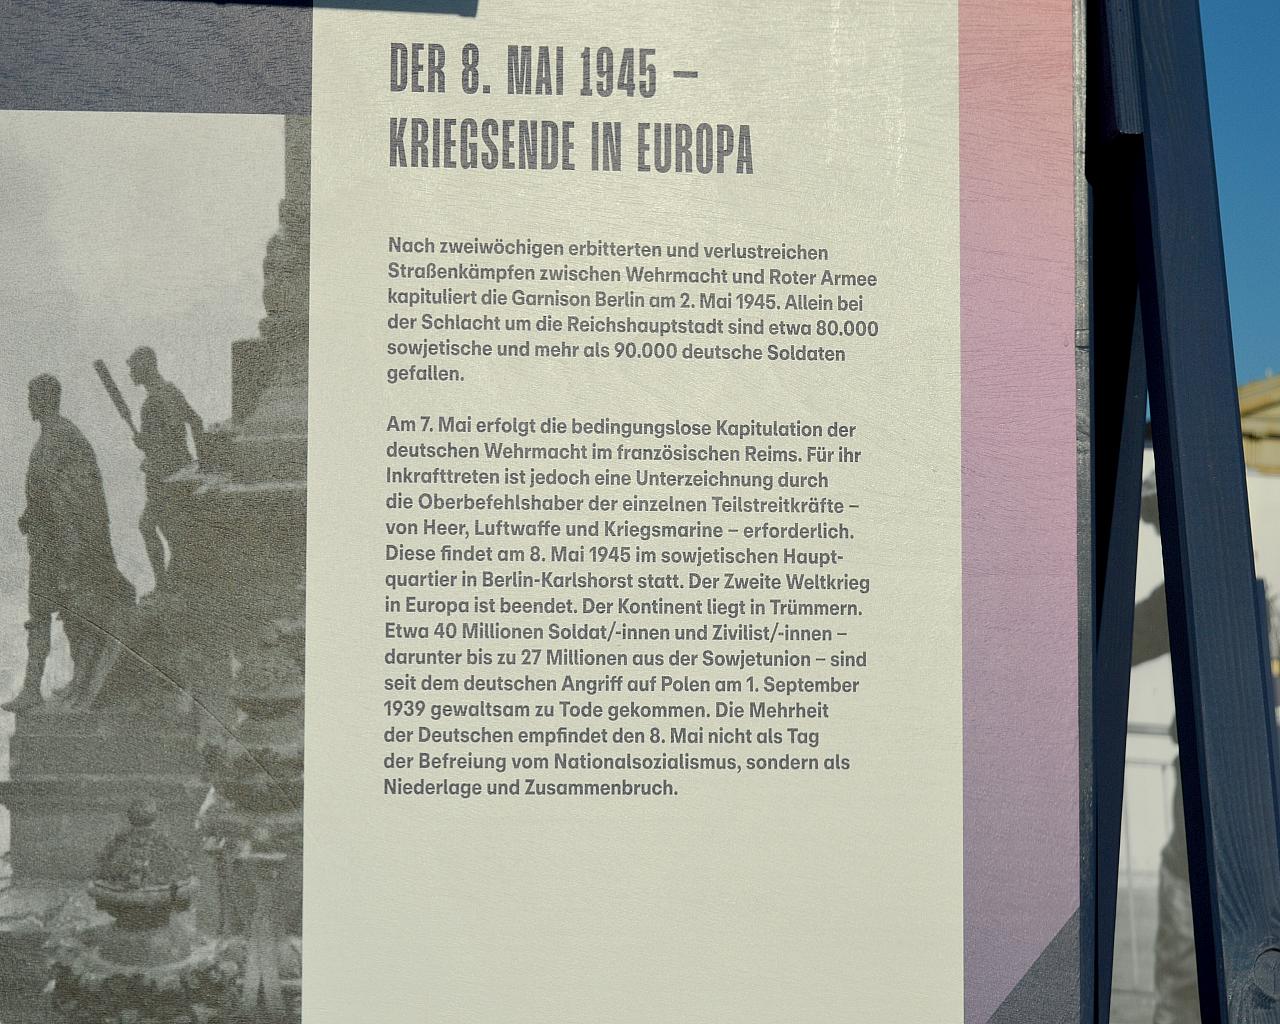 DER 8. MAI 1945 –
KRIEGSENDE IN EUROPA
Nach zweiwöchigen erbitterten und verlustreichen
Straßenkämpfen zwischen Wehrmacht und Roter Armee
kapituliert die Garnison Berlin am 2. Mai 1945. Allein bei
der Schlacht um die Reichshauptstadt sind etwa 80.000
sowjetische und mehr als 90.000 deutsche Soldaten
gefallen.
Am 7. Mai erfolgt die bedingungslose Kapitulation der
deutschen Wehrmacht im französischen Reims. Für ihr
Inkrafttreten ist jedoch eine Unterzeichnung durch
die Oberbefehlshaber der einzelnen Teilstreitkräfte –
von Heer, Luftwaffe und Kriegsmarine – erforderlich.
Diese findet am 8. Mai 1945 im sowjetischen Haupt-
quartier in Berlin-Karlshorst statt. Der Zweite Weltkrieg
in Europa ist beendet. Der Kontinent liegt in Trümmern.
Etwa 40 Millionen Soldat/-innen und Zivilist/-innen –
darunter bis zu 27 Millionen aus der Sowjetunion – sind
seit dem deutschen Angriff auf Polen am 1. September
1939 gewaltsam zu Tode gekommen. Die Mehrheit
der Deutschen empfindet den 8. Mai nicht als Tag
der Befreiung vom Nationalsozialismus, sondern als
Niederlage und Zusammenbruch.